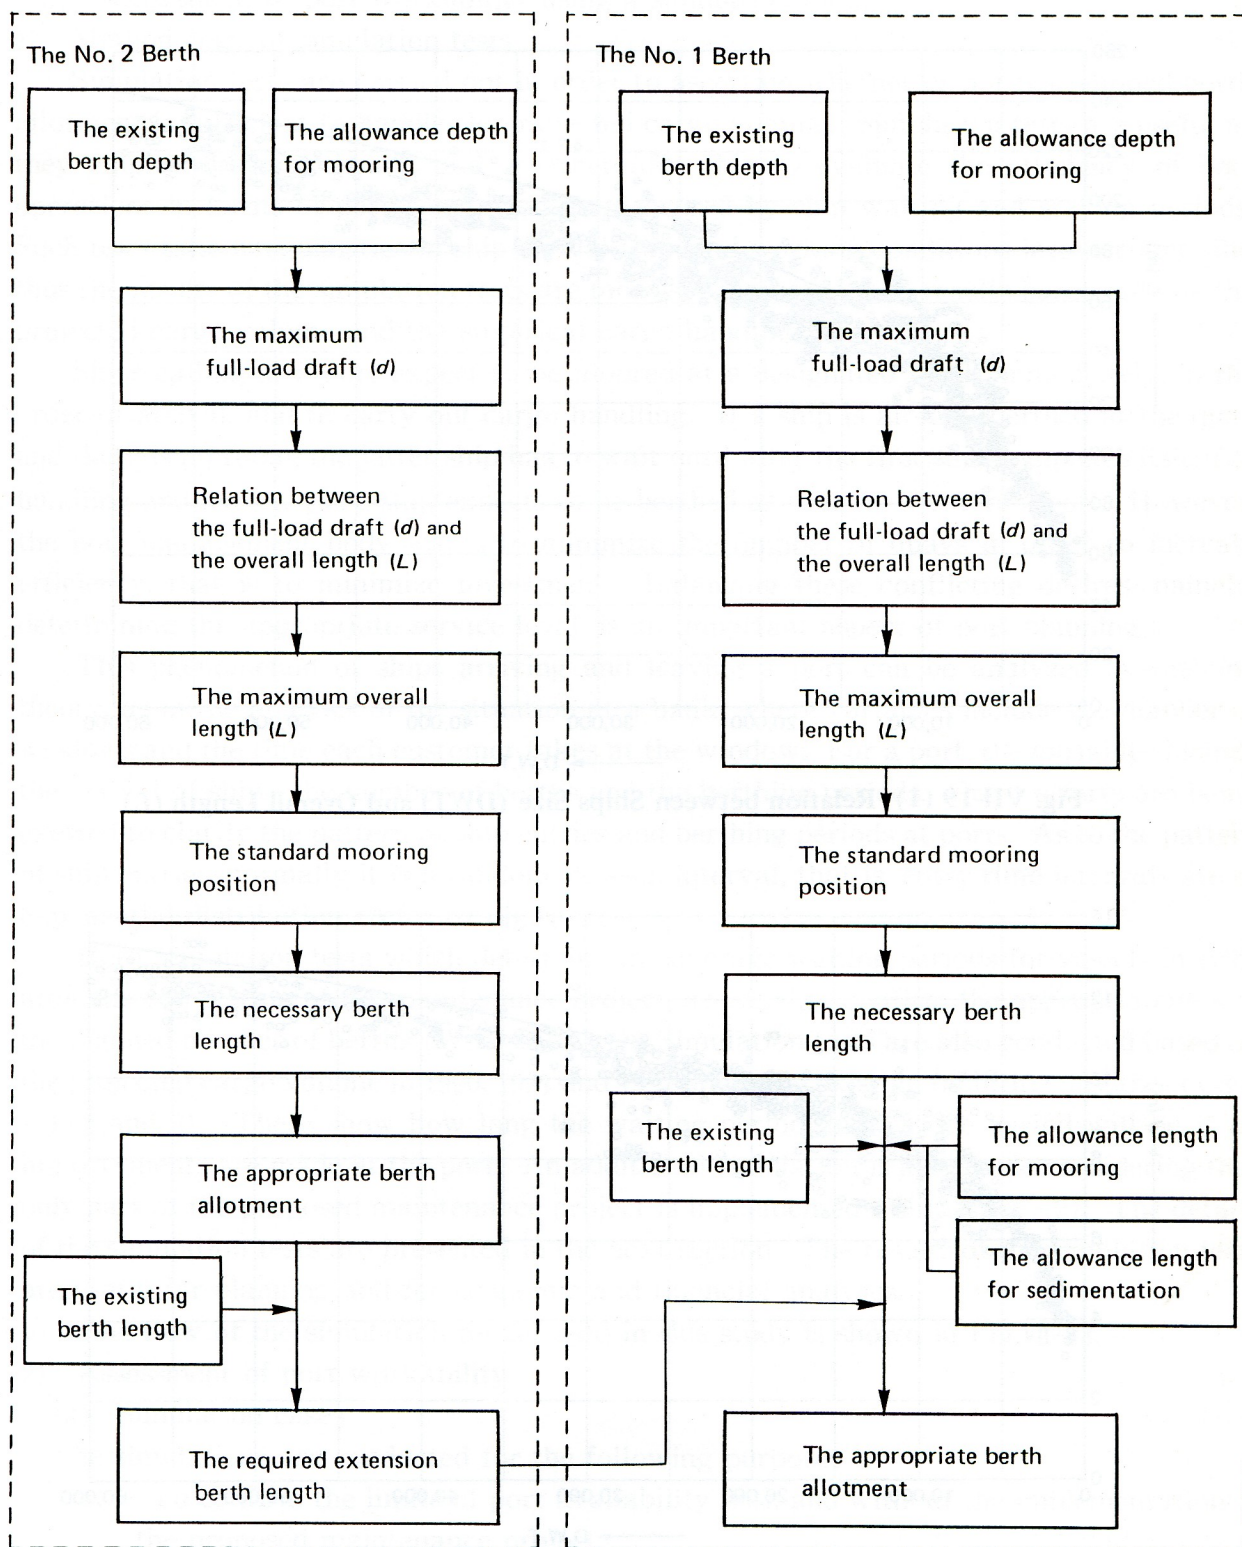 The No. 2 Berth
The existing
berth depth
The allowance depth
for mooring
The maximum
full-load draft (d)
Relation between
the full-load draft (d) and
the overall length (L)
The maximum overall
length (L)
The standard mooring
position
The necessary berth
length
The appropriate berth
allotment
The existing
berth length
The required extension
berth length
The No. 1 Berth
The existing
berth depth
The allowance depth
for mooring
The maximum
full-load draft (d)
Relation between
the full-load draft (d) and
the overall length (L)
The maximum overall
length (L)
The standard mooring
position
The necessary berth
length
The existing
berth length
The allowance length
for mooring
The allowance length
for sedimentation
The appropriate berth
allotment